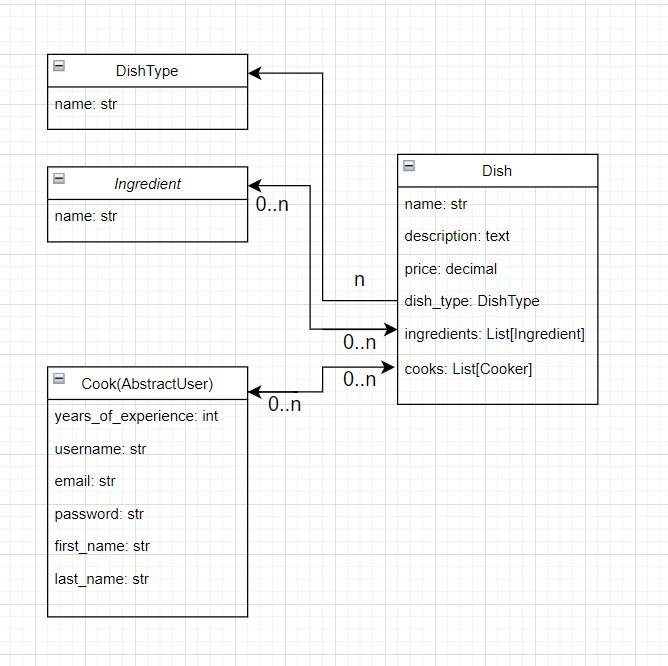 DishType
name: str
Ingredient
name: str
0..n
Dish
name: str
description: text
price: decimal
n
dish_type: DishType
ingredients: List[Ingredient]
0..n
cooks: List[Cooker]
0..n
Cook(AbstractUser)
0..n
years_of_experience: int
username: str
email: str
password: str
first_name: str
last_name: str